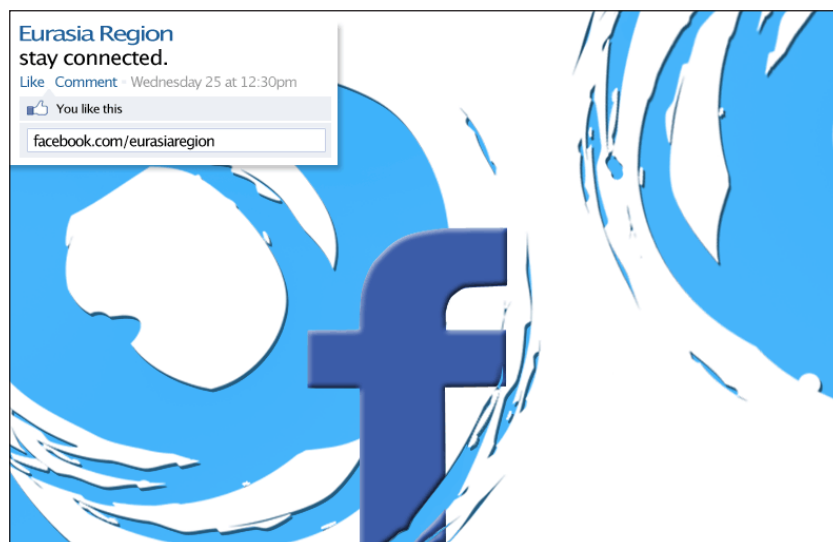 Eurasia Region
stay connected.
Like Comment · Wednesday 25 at 12:30pm
You like this
facebook.com/eurasiaregion
f